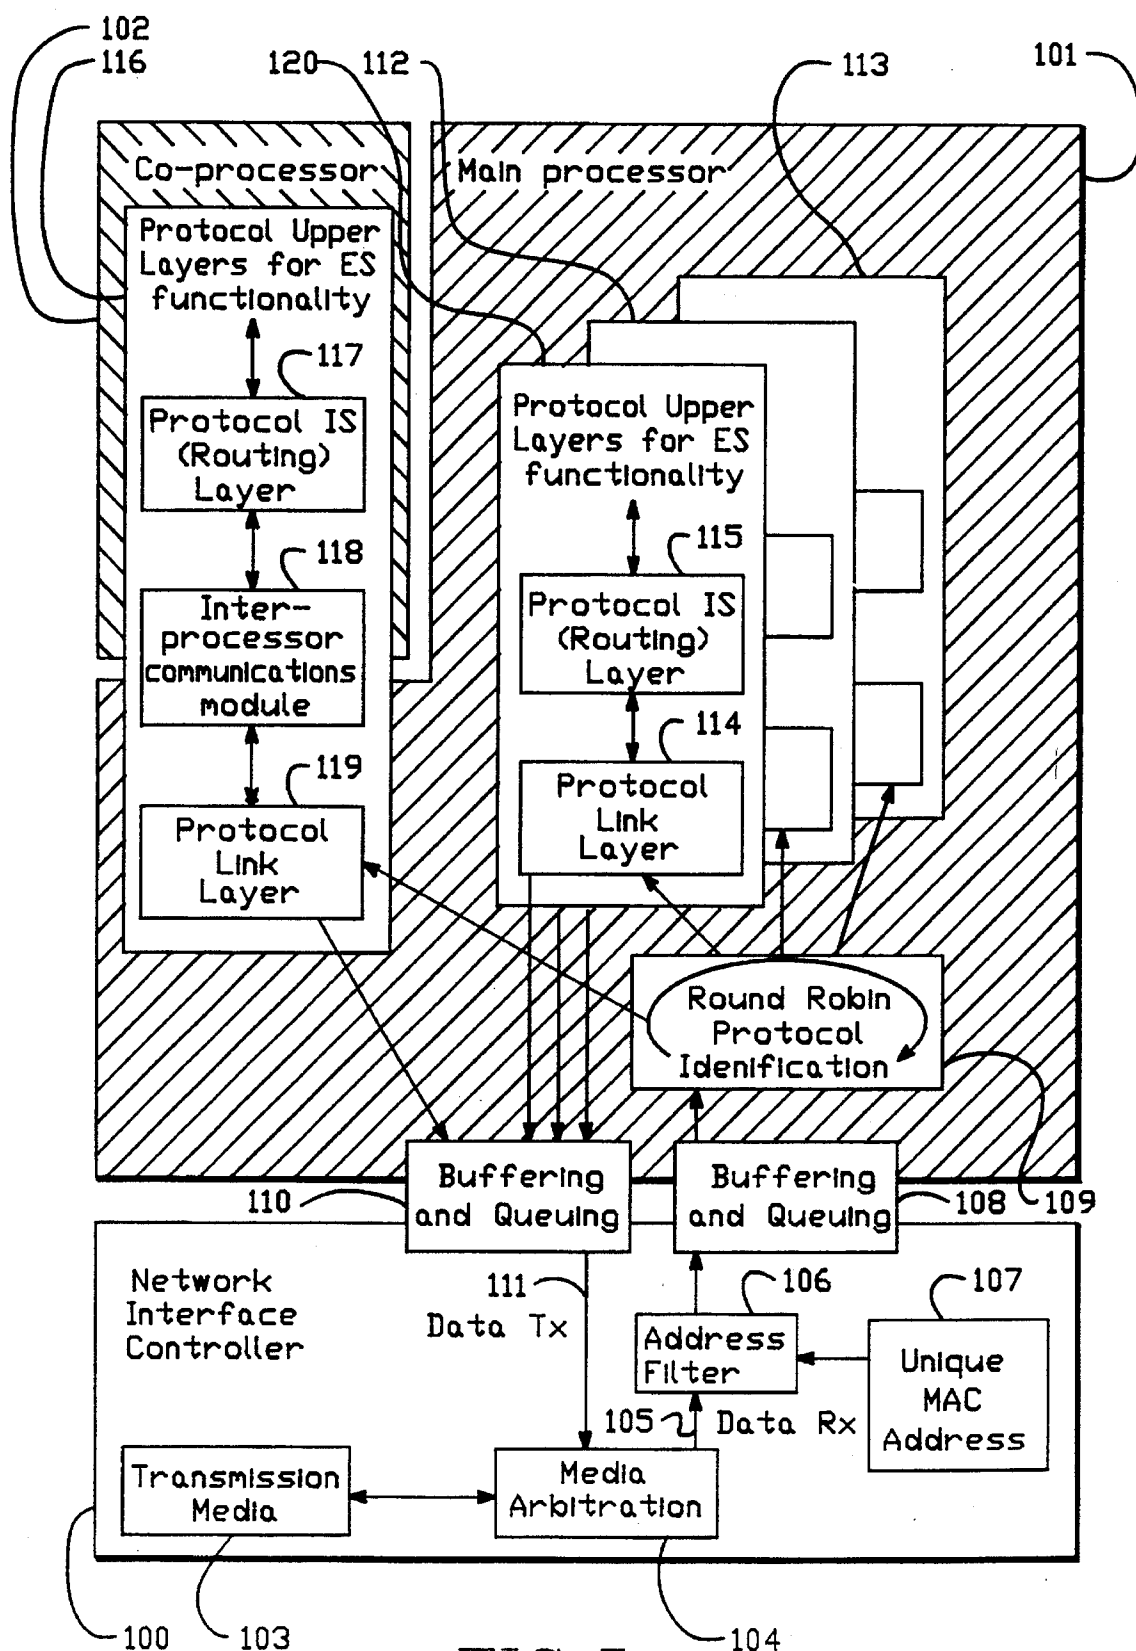 102
116
120
112
113
101
Co-processor
Main processor
Protocol Upper
Layers for ES
functionality
117
Protocol IS
(Routing)
Layer
118
Inter-
processor
communications
module
119
Protocol
Link
Layer
Protocol Upper
Layers for ES
functionality
115
Protocol IS
(Routing)
Layer
114
Protocol
Link
Layer
Round Robin
Protocol
Idenification
110
Buffering
and Queuing
Buffering
and Queuing
108
109
Network
Interface
Controller
111
Data Tx
106
Address
Filter
107
Unique
MAC
Address
105
Data Rx
Transmission
Media
Media
Arbitration
100
103
104